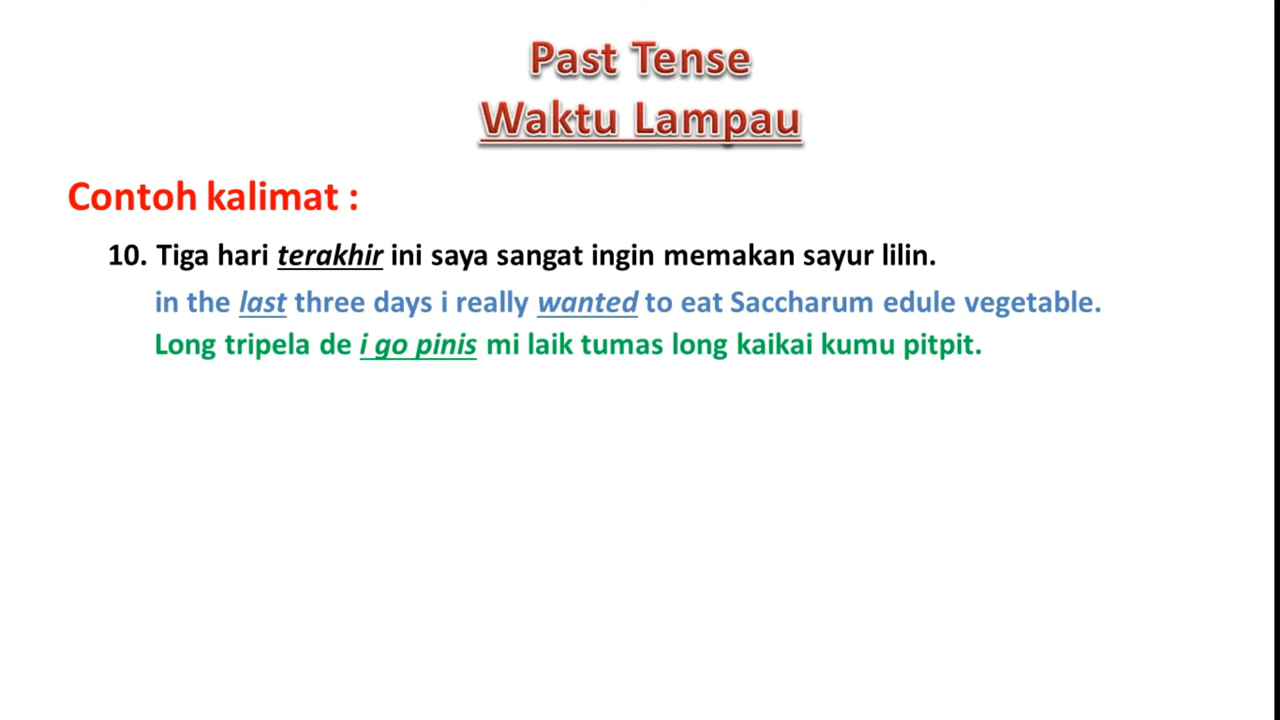 Past Tense
Waktu Lampau
Contoh kalimat :
10. Tiga hari terakhir ini saya sangat ingin memakan sayur lilin.
in the last three days i really wanted to eat Saccharum edule vegetable.
Long tripela de i go pinis mi laik tumas long kaikai kumu pitpit.